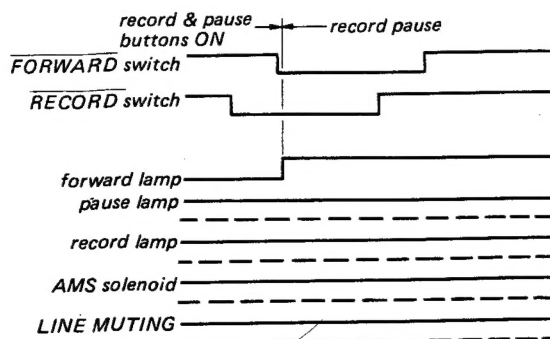 record & pause
buttons ON
record pause
FORWARD switch
RECORD switch
forward lamp
pause lamp
record lamp
AMS solenoid
LINE MUTING